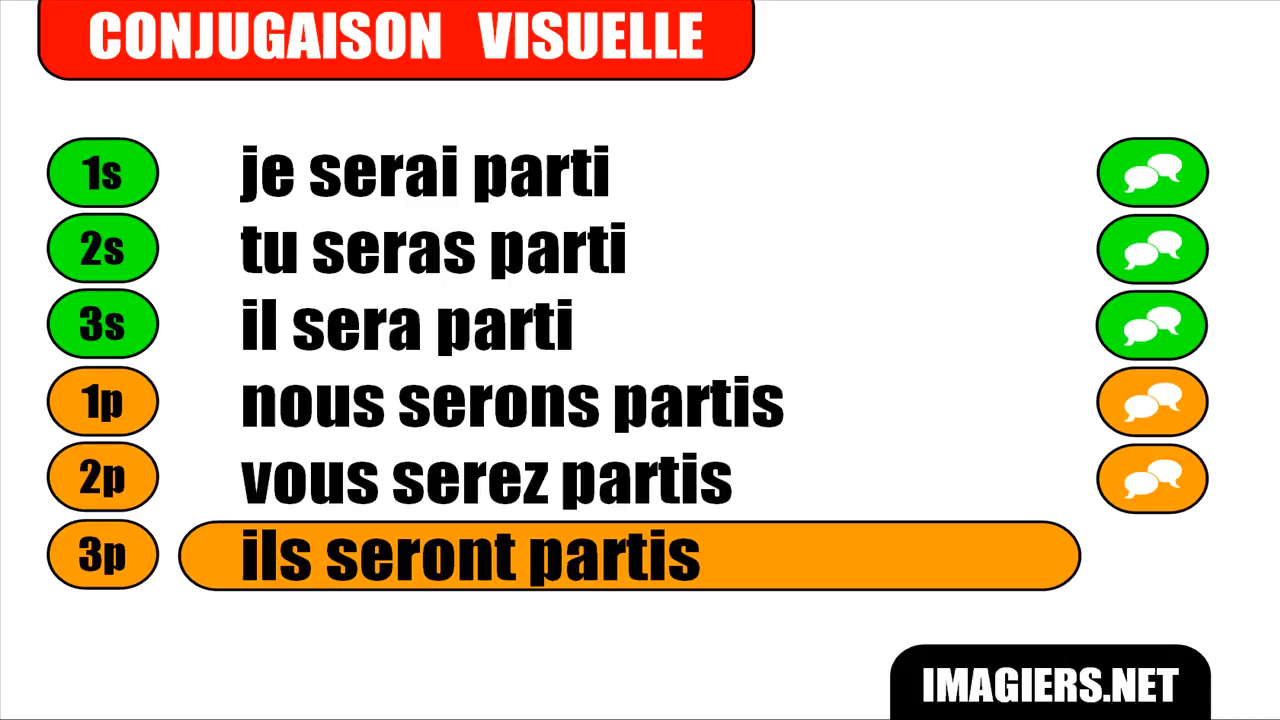 CONJUGAISON VISUELLE
1s je serai parti
2s tu seras parti
3s il sera parti
1p nous serons partis
2p vous serez partis
3p ils seront partis
IMAGIERS.NET